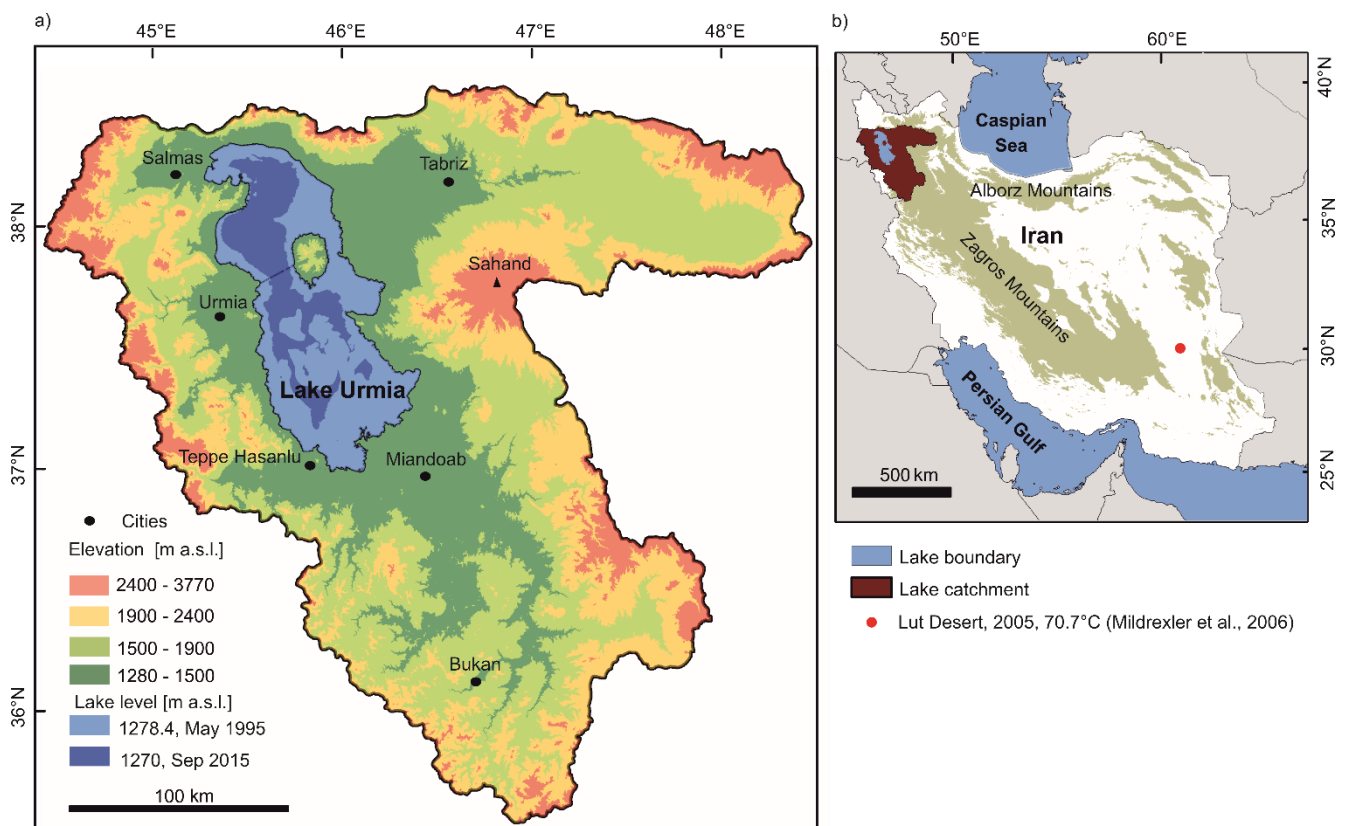 a)
45°E
46°E
47°E
48°E
38°N
37°N
36°N
Salmas
Tabriz
Sahand
Urmia
Lake Urmia
Teppe Hasanlu
Miandoab
Bukan
Cities
Elevation [m a.s.l.]
2400 - 3770
1900 - 2400
1500 - 1900
1280 - 1500
Lake level [m a.s.l.]
1278.4, May 1995
1270, Sep 2015
100 km
b)
50°E
60°E
40°N
35°N
30°N
25°N
Caspian
Sea
Alborz Mountains
Iran
Zagros Mountains
Persian Gulf
500 km
Lake boundary
Lake catchment
Lut Desert, 2005, 70.7°C (Mildrexler et al., 2006)